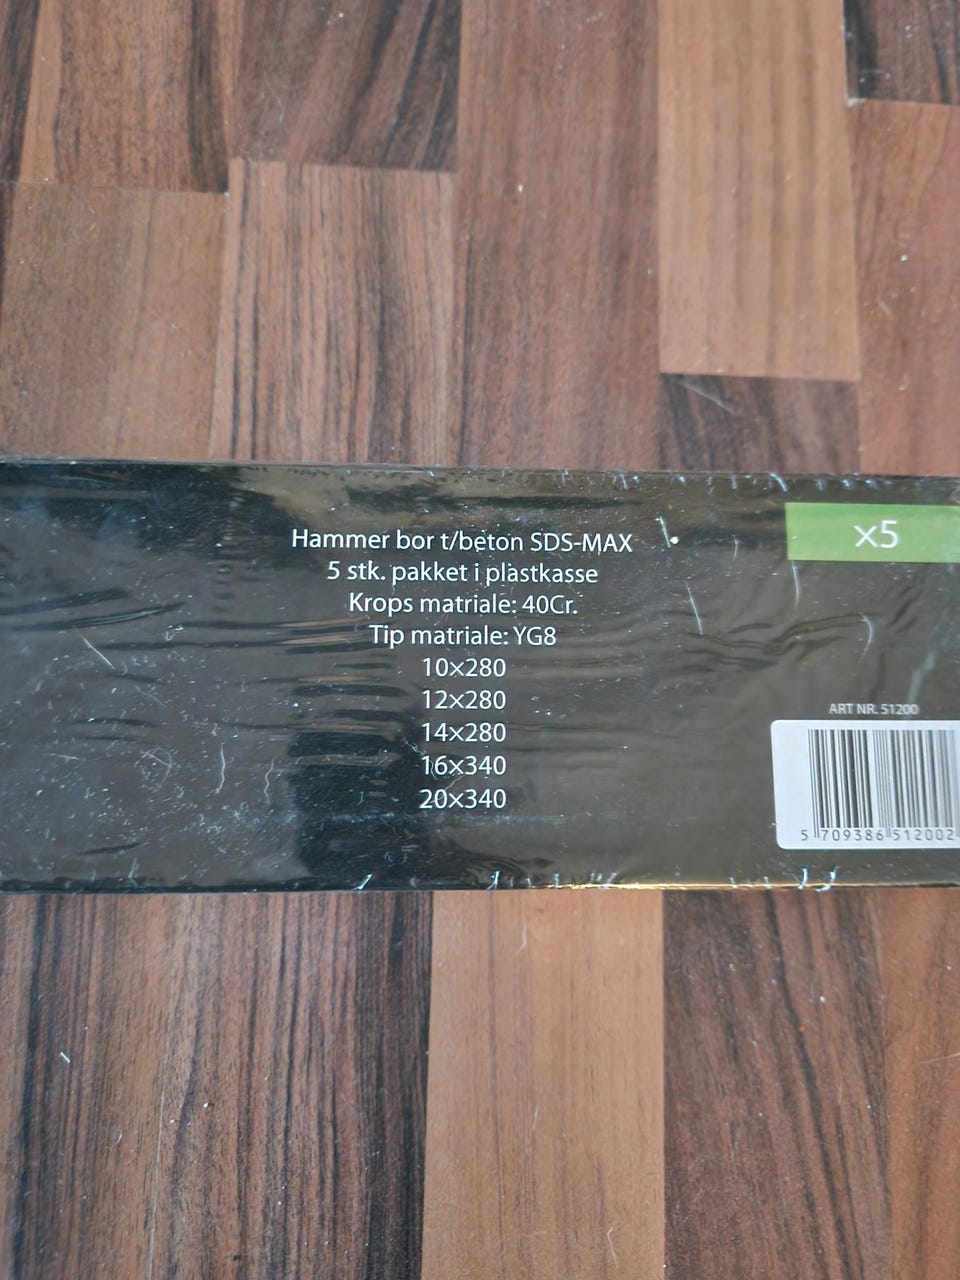 Hammer bor t/beton SDS-MAX
5 stk. pakket i plastkasse
Krops matriale: 40Cr.
Tip matriale: YG8
10×280
12×280
14×280
16×340
20×340
×5
ART NR. 51200
5 709386 512002